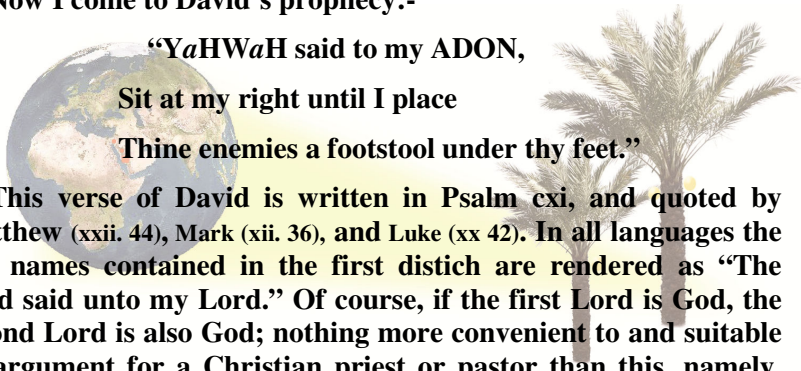 Now I come to David's prophecy:-
“YaHWaH said to my ADON,
Sit at my right until I place
Thine enemies a footstool under thy feet.”
This verse of David is written in Psalm cxi, and quoted by
tthew (xxii. 44), Mark (xii. 36), and Luke (xx 42). In all languages the
names contained in the first distich are rendered as “The
d said unto my Lord.” Of course, if the first Lord is God, the
ond Lord is also God; nothing more convenient to and suitable
argument for a Christian priest or pastor than this, namely,